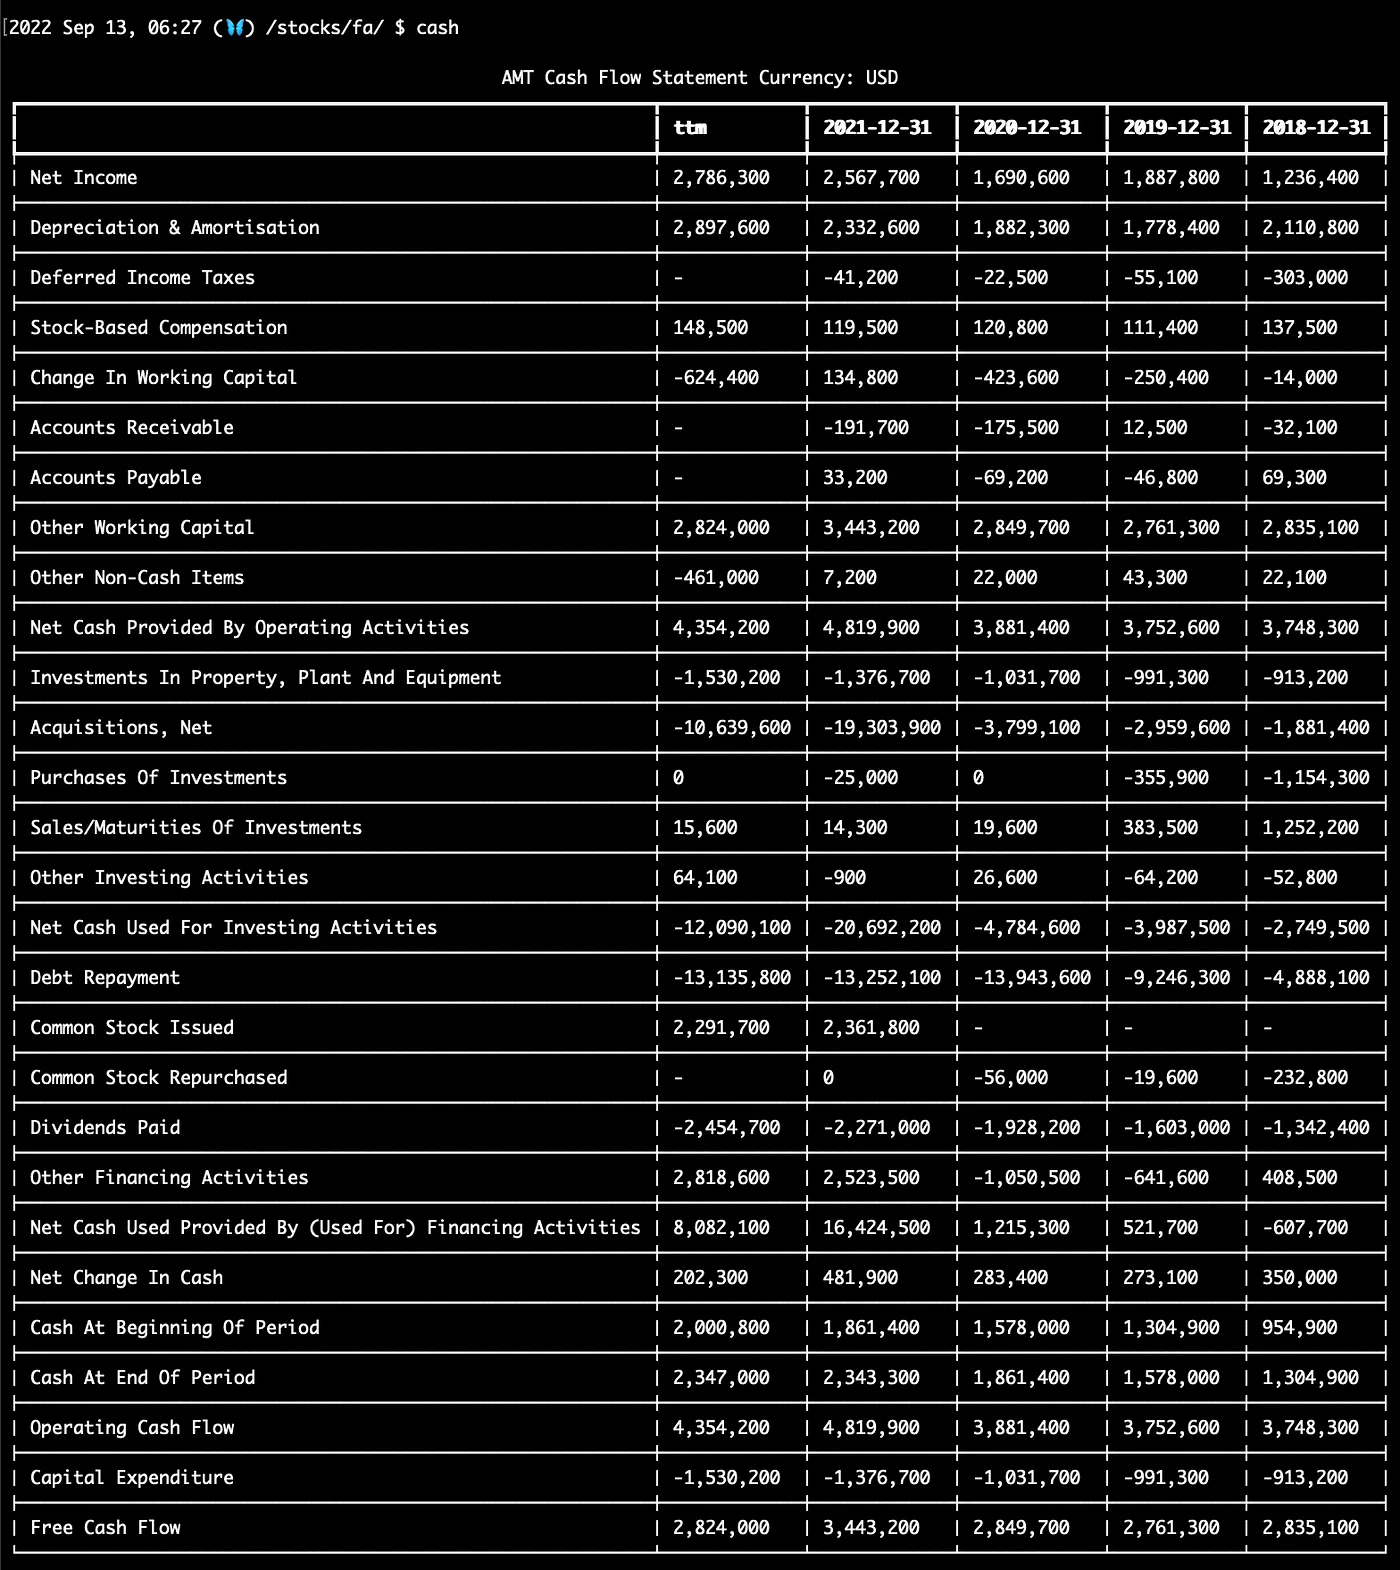 [2022 Sep 13, 06:27 (🦋) /stocks/fa/ $ cash
AMT Cash Flow Statement Currency: USD
ttm 2021-12-31 2020-12-31 2019-12-31 2018-12-31
Net Income 2,786,300 2,567,700 1,690,600 1,887,800 1,236,400
Depreciation & Amortisation 2,897,600 2,332,600 1,882,300 1,778,400 2,110,800
Deferred Income Taxes - -41,200 -22,500 -55,100 -303,000
Stock-Based Compensation 148,500 119,500 120,800 111,400 137,500
Change In Working Capital -624,400 134,800 -423,600 -250,400 -14,000
Accounts Receivable - -191,700 -175,500 12,500 -32,100
Accounts Payable - 33,200 -69,200 -46,800 69,300
Other Working Capital 2,824,000 3,443,200 2,849,700 2,761,300 2,835,100
Other Non-Cash Items -461,000 7,200 22,000 43,300 22,100
Net Cash Provided By Operating Activities 4,354,200 4,819,900 3,881,400 3,752,600 3,748,300
Investments In Property, Plant And Equipment -1,530,200 -1,376,700 -1,031,700 -991,300 -913,200
Acquisitions, Net -10,639,600 -19,303,900 -3,799,100 -2,959,600 -1,881,400
Purchases Of Investments 0 -25,000 0 -355,900 -1,154,300
Sales/Maturities Of Investments 15,600 14,300 19,600 383,500 1,252,200
Other Investing Activities 64,100 -900 26,600 -64,200 -52,800
Net Cash Used For Investing Activities -12,090,100 -20,692,200 -4,784,600 -3,987,500 -2,749,500
Debt Repayment -13,135,800 -13,252,100 -13,943,600 -9,246,300 -4,888,100
Common Stock Issued 2,291,700 2,361,800 - - -
Common Stock Repurchased - 0 -56,000 -19,600 -232,800
Dividends Paid -2,454,700 -2,271,000 -1,928,200 -1,603,000 -1,342,400
Other Financing Activities 2,818,600 2,523,500 -1,050,500 -641,600 408,500
Net Cash Used Provided By (Used For) Financing Activities 8,082,100 16,424,500 1,215,300 521,700 -607,700
Net Change In Cash 202,300 481,900 283,400 273,100 350,000
Cash At Beginning Of Period 2,000,800 1,861,400 1,578,000 1,304,900 954,900
Cash At End Of Period 2,347,000 2,343,300 1,861,400 1,578,000 1,304,900
Operating Cash Flow 4,354,200 4,819,900 3,881,400 3,752,600 3,748,300
Capital Expenditure -1,530,200 -1,376,700 -1,031,700 -991,300 -913,200
Free Cash Flow 2,824,000 3,443,200 2,849,700 2,761,300 2,835,100